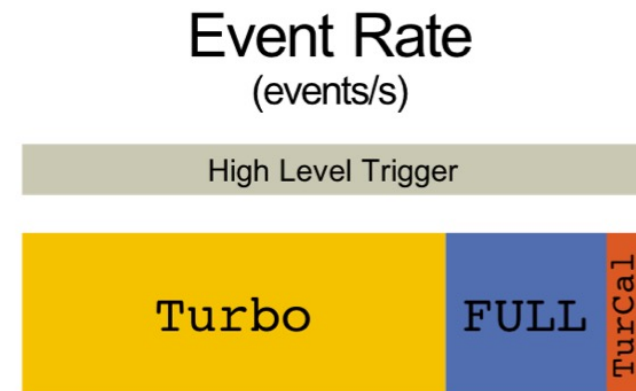 Event Rate
(events/s)
High Level Trigger
Turbo
FULL
TurCal